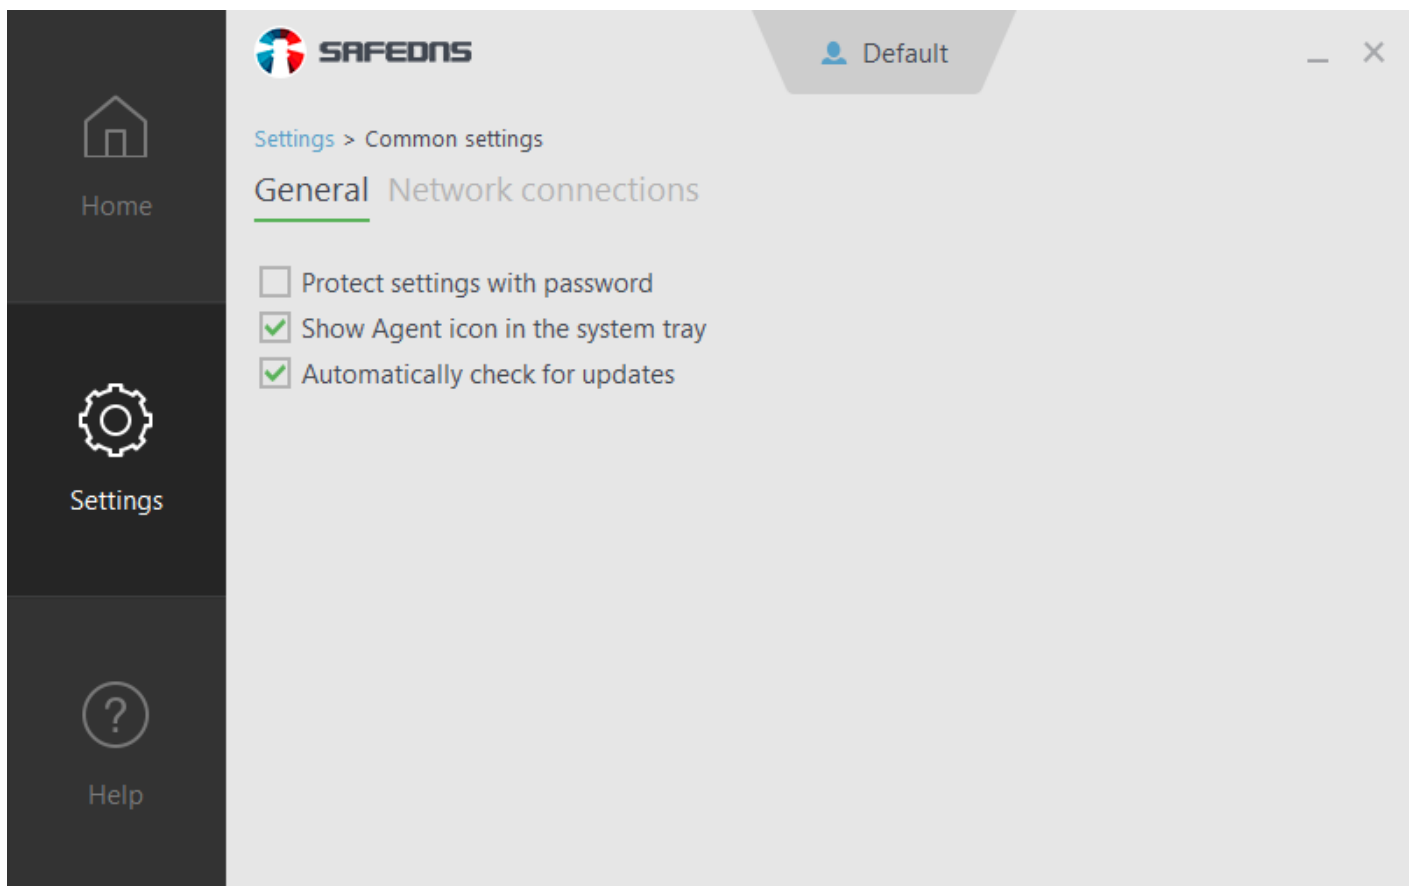 SAFEDNS
Default
Settings > Common settings
General Network connections
Protect settings with password
Show Agent icon in the system tray
Automatically check for updates
Home
Settings
?
Help